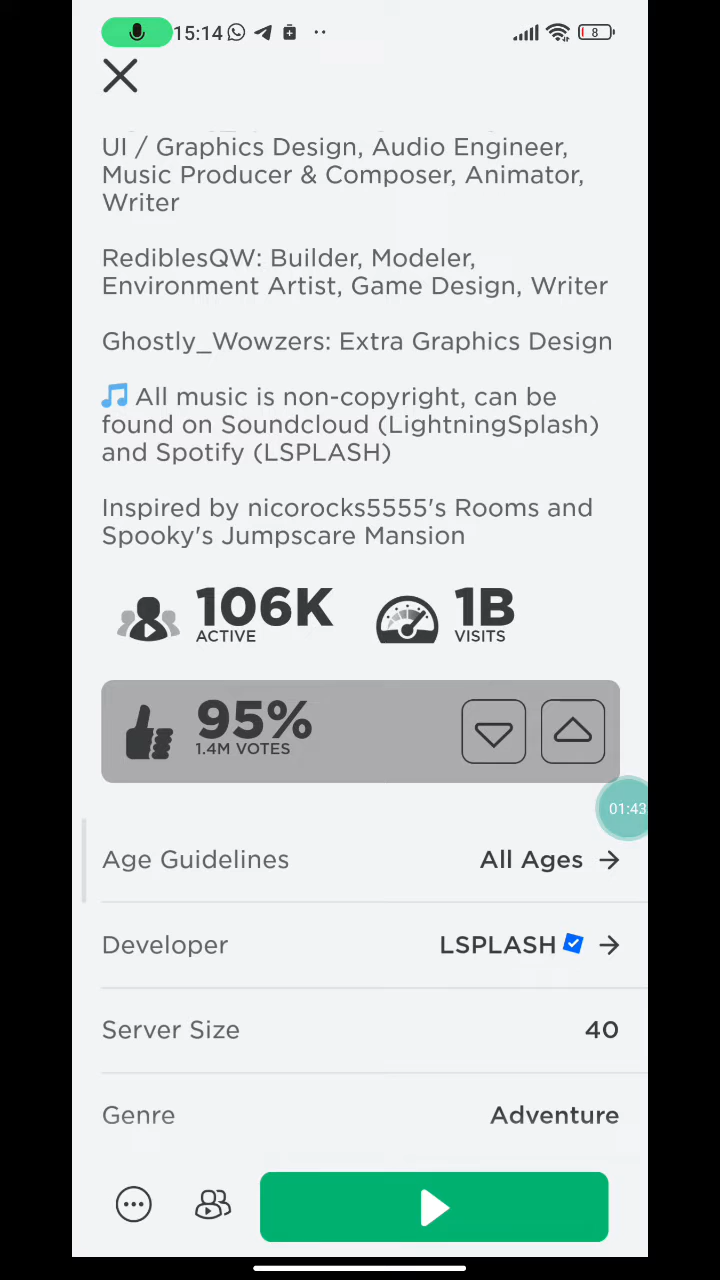 15:14
8
UI / Graphics Design, Audio Engineer,
Music Producer & Composer, Animator,
Writer
RediblesQW: Builder, Modeler,
Environment Artist, Game Design, Writer
Ghostly_Wowzers: Extra Graphics Design
🎵 All music is non-copyright, can be
found on Soundcloud (LightningSplash)
and Spotify (LSPLASH)
Inspired by nicorocks5555's Rooms and
Spooky's Jumpscare Mansion
106K
ACTIVE
1B
VISITS
95%
1.4M VOTES
01:43
Age Guidelines
All Ages
Developer
LSPLASH
Server Size
40
Genre
Adventure